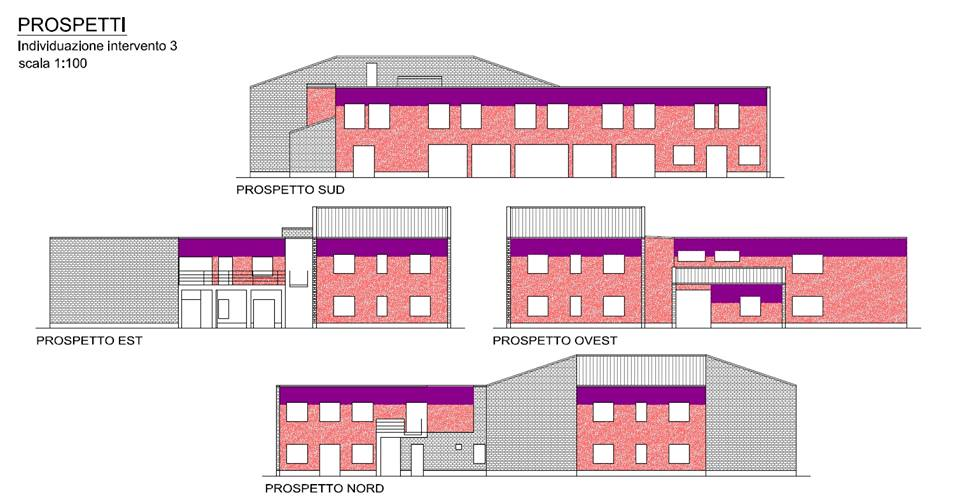 PROSPETTI
Individuazione intervento 3
scala 1:100
PROSPETTO SUD
PROSPETTO EST
PROSPETTO OVEST
PROSPETTO NORD